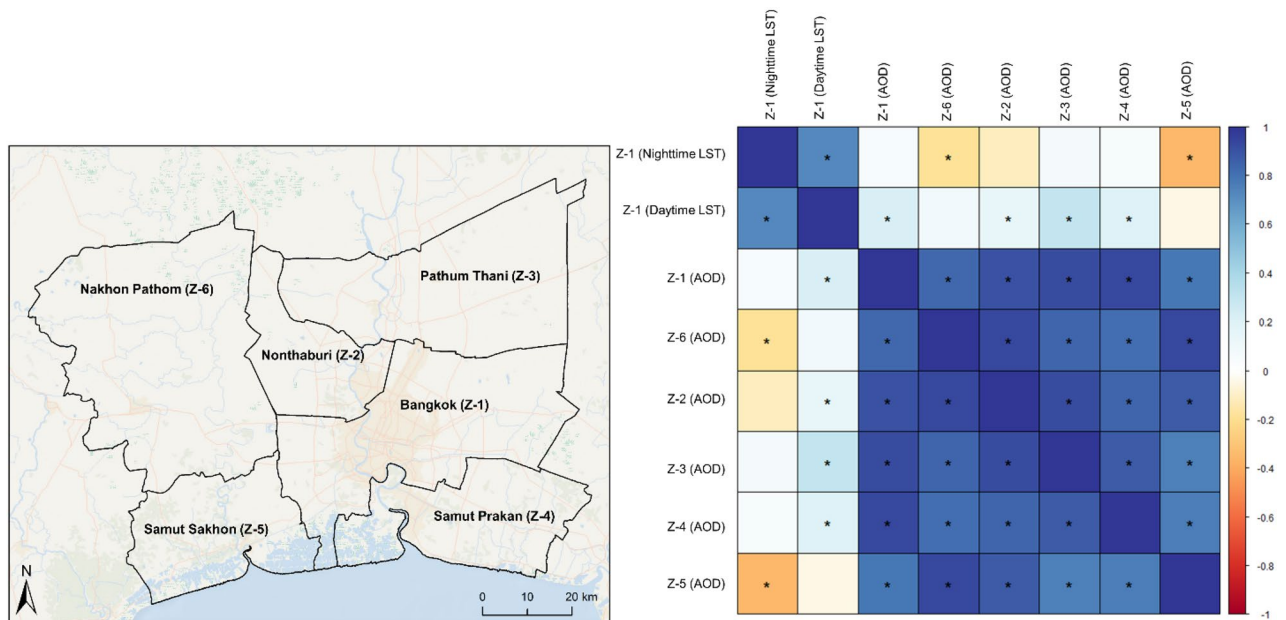 Nakhon Pathom (Z-6)
Pathum Thani (Z-3)
Nonthaburi (Z-2)
Bangkok (Z-1)
Samut Sakhon (Z-5)
Samut Prakan (Z-4)
N
0 10 20 km
Z-1 (Nighttime LST)
Z-1 (Daytime LST)
Z-1 (AOD)
Z-6 (AOD)
Z-2 (AOD)
Z-3 (AOD)
Z-4 (AOD)
Z-5 (AOD)
Z-1 (Nighttime LST)
Z-1 (Daytime LST)
Z-1 (AOD)
Z-6 (AOD)
Z-2 (AOD)
Z-3 (AOD)
Z-4 (AOD)
Z-5 (AOD)
* * *
* * * * *
* * * * * *
* * * * * *
* * * * * *
* * * * * *
* * * * * *
* * * * * *
1
0.8
0.6
0.4
0.2
0
-0.2
-0.4
-0.6
-0.8
-1